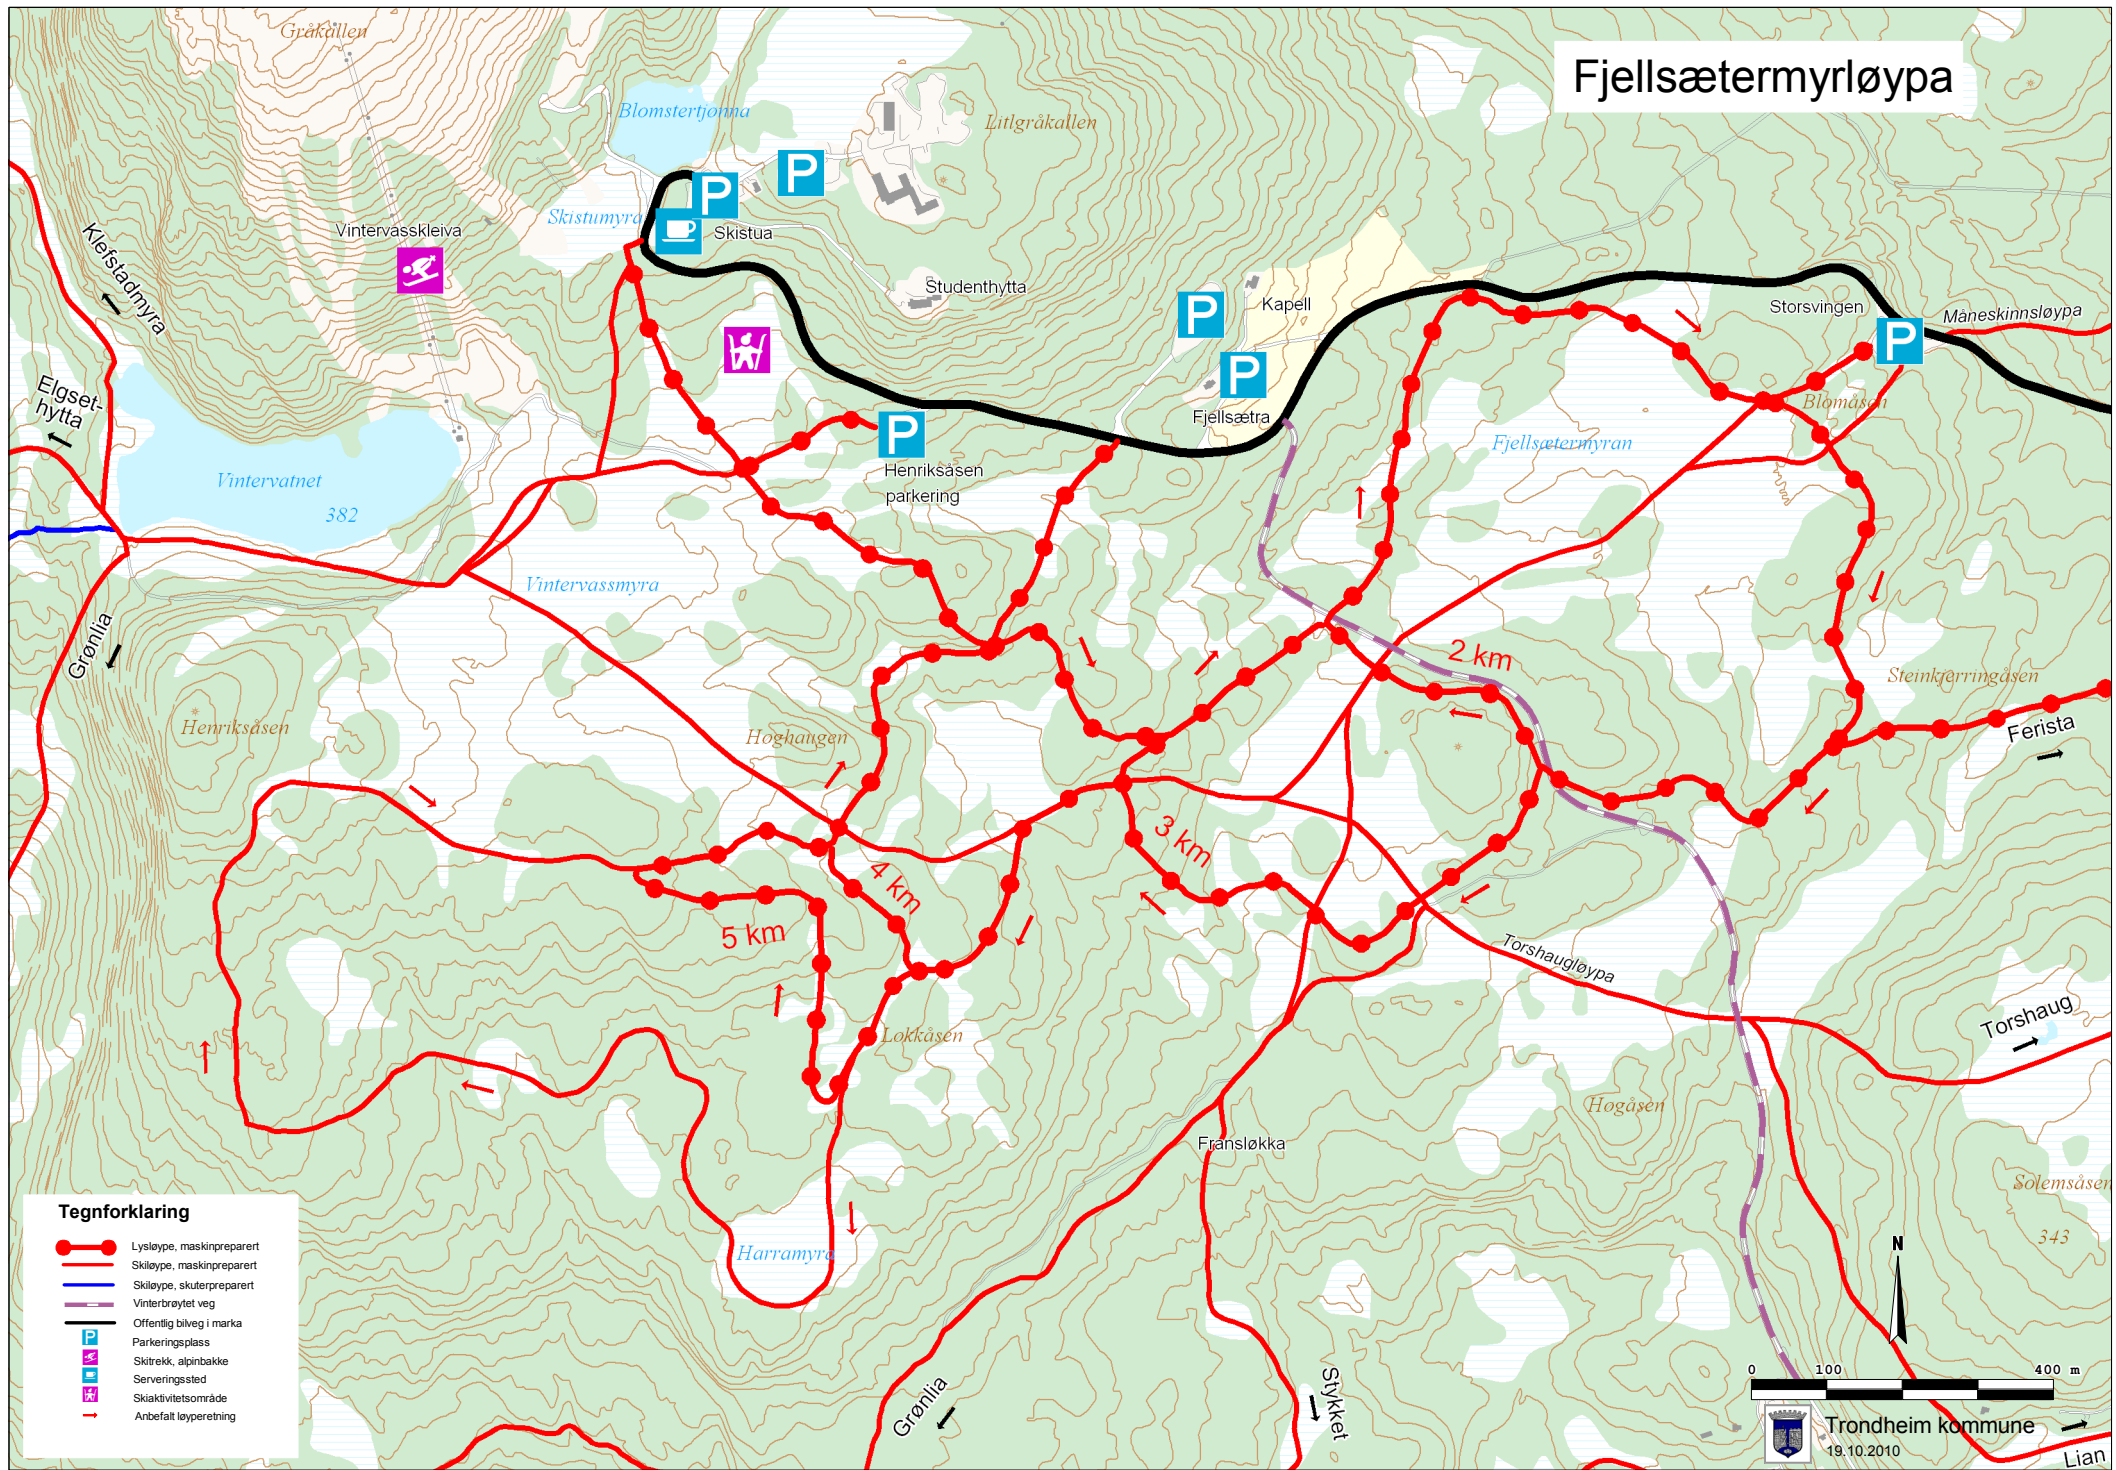 Fjellsætermyrløypa
Gråkallen
Blomstertjønna
Litlgråkallen
P
P
Skistumyra
Skistua
Vintervasskleiva
Klefstadmyra
Studenthytta
Kapell
P
P
Fjellsætra
Storsvingen
P
Måneskinnsløypa
Blomåsen
Fjellsætermyran
Elgset-
hytta
Vintervatnet
382
P
Henriksåsen
parkering
Vintervassmyra
Grønlia
Henriksåsen
Høghaugen
2 km
Steinkjerringåsen
Ferista
3 km
4 km
5 km
Torshaugløypa
Torshaug
Lokkåsen
Høgåsen
Fransløkka
Solemsåsen
343
Harramyra
Grønlia
Stykket
Lian
Tegnforklaring
Lysløype, maskinpreparert
Skiløype, maskinpreparert
Skiløype, skuterpreparert
Vinterbrøytet veg
Offentlig bilveg i marka
P Parkeringsplass
Skitrekk, alpinbakke
Serveringssted
Skiaktivitetsområde
Anbefalt løyperetning
N
0 100 400 m
Trondheim kommune
19.10.2010